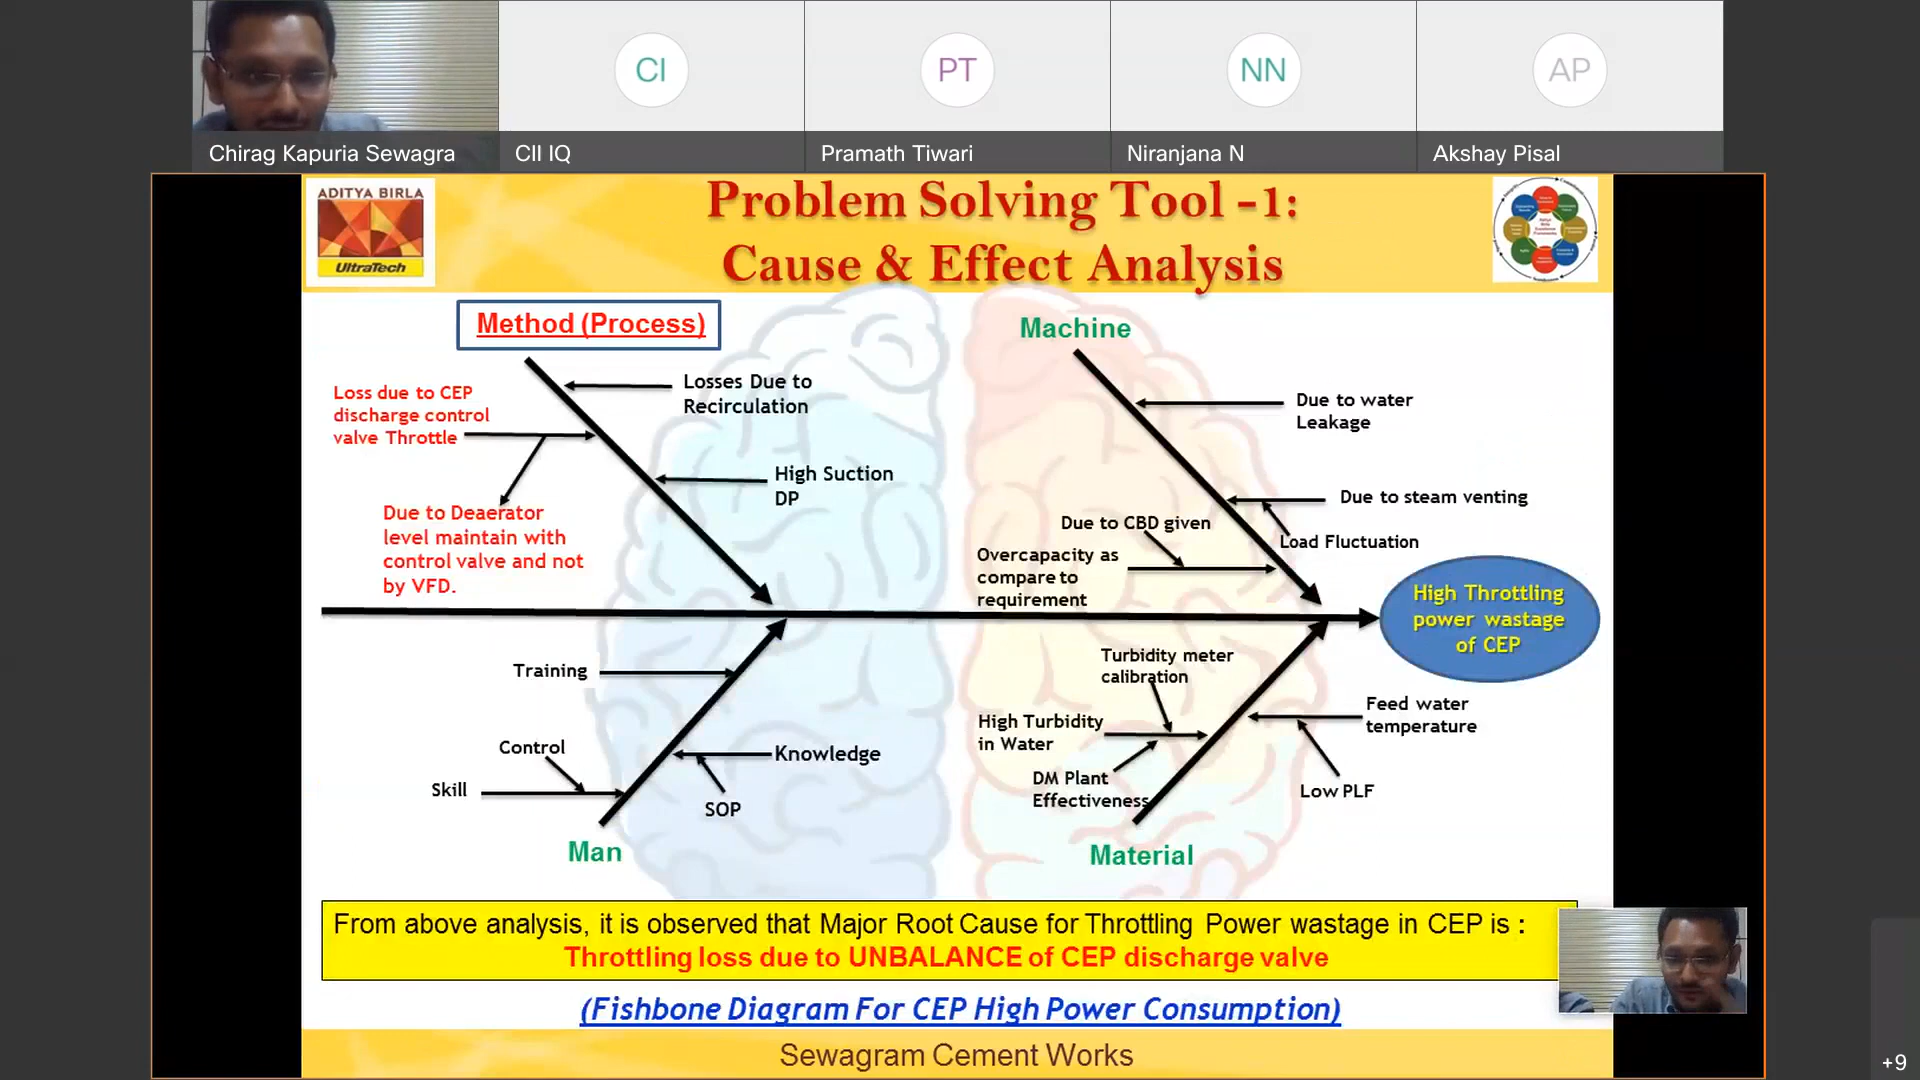 CI
PT
NN
AP
Chirag Kapuria Sewagra
CII IQ
Pramath Tiwari
Niranjana N
Akshay Pisal
ADITYA BIRLA
UltraTech
Problem Solving Tool -1:
Cause & Effect Analysis
Method (Process)
Machine
Loss due to CEP
discharge control
valve Throttle
Losses Due to
Recirculation
High Suction
DP
Due to Deaerator
level maintain with
control valve and not
by VFD.
Due to water
Leakage
Due to steam venting
Load Fluctuation
Due to CBD given
Overcapacity as
compare to
requirement
High Throttling
power wastage
of CEP
Training
Control
Skill
Knowledge
SOP
Man
Turbidity meter
calibration
High Turbidity
in Water
DM Plant
Effectiveness
Feed water
temperature
Low PLF
Material
From above analysis, it is observed that Major Root Cause for Throttling Power wastage in CEP is :
Throttling loss due to UNBALANCE of CEP discharge valve
(Fishbone Diagram For CEP High Power Consumption)
Sewagram Cement Works
+9